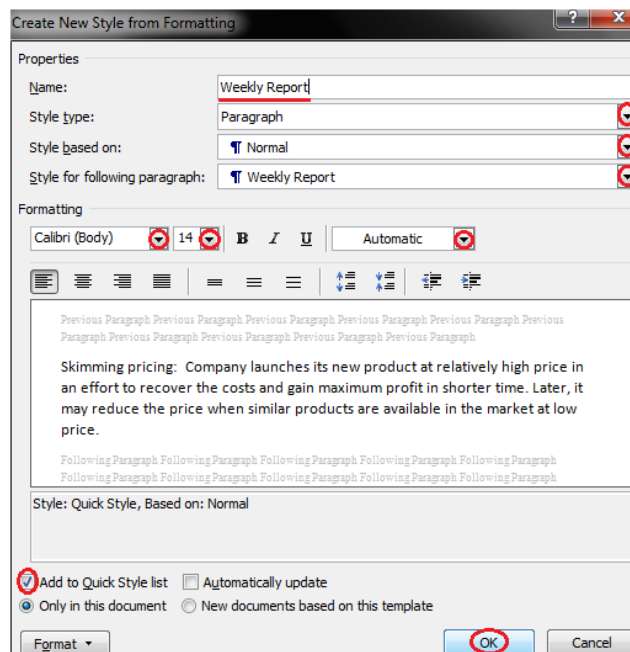 Create New Style from Formatting
?
X
Properties
Name:
Weekly Report
Style type:
Paragraph
Style based on:
¶ Normal
Style for following paragraph:
¶ Weekly Report
Formatting
Calibri (Body)
14
B
I
U
Automatic
Previous Paragraph Previous Paragraph Previous Paragraph Previous Paragraph Previous Paragraph Previous
Paragraph Previous Paragraph Previous Paragraph Previous Paragraph Previous Paragraph
Skimming pricing: Company launches its new product at relatively high price in
an effort to recover the costs and gain maximum profit in shorter time. Later, it
may reduce the price when similar products are available in the market at low
price.
Following Paragraph Following Paragraph Following Paragraph Following Paragraph Following Paragraph
Following Paragraph Following Paragraph Following Paragraph Following Paragraph Following Paragraph
Style: Quick Style, Based on: Normal
Add to Quick Style list
Automatically update
Only in this document
New documents based on this template
Format
OK
Cancel